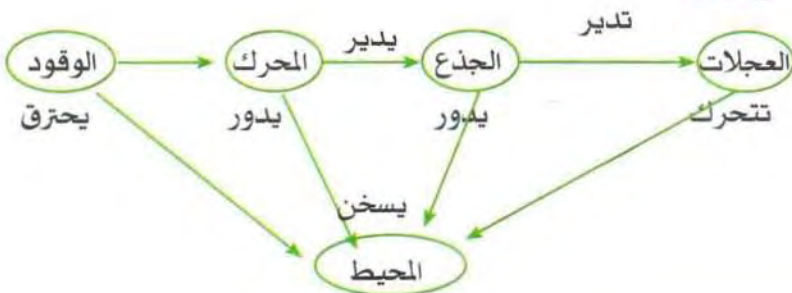 تدير
يدير
الوقود
المحرك
الجذع
العجلات
يحترق
يدور
يدور
تتحرك
يسخن
المحيط